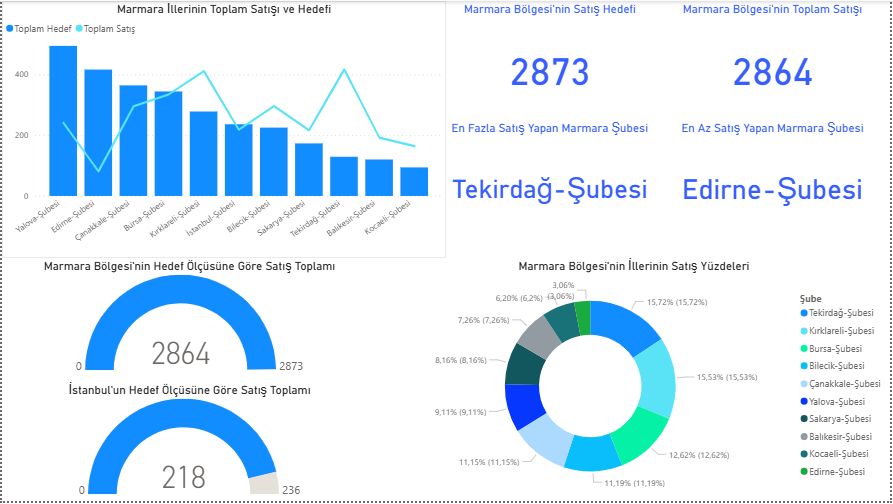 Marmara İllerinin Toplam Satışı ve Hedefi
Toplam Hedef Toplam Satış
400
200
0
Yalova-Şubesi
Edirne-Şubesi
Çanakkale-Şubesi
Bursa-Şubesi
Kırklareli-Şubesi
İstanbul-Şubesi
Bilecik-Şubesi
Sakarya-Şubesi
Tekirdağ-Şubesi
Balıkesir-Şubesi
Kocaeli-Şubesi
Marmara Bölgesi'nin Satış Hedefi
2873
Marmara Bölgesi'nin Toplam Satışı
2864
En Fazla Satış Yapan Marmara Şubesi
Tekirdağ-Şubesi
En Az Satış Yapan Marmara Şubesi
Edirne-Şubesi
Marmara Bölgesi'nin Hedef Ölçüsüne Göre Satış Toplamı
2864
0
2873
İstanbul'un Hedef Ölçüsüne Göre Satış Toplamı
218
0
236
Marmara Bölgesi'nin İllerinin Satış Yüzdeleri
15,72% (15,72%)
15,53% (15,53%)
12,62% (12,62%)
11,19% (11,19%)
11,15% (11,15%)
9,11% (9,11%)
8,16% (8,16%)
7,26% (7,26%)
6,20% (6,2%)
3,06%
(3,06%)
Şube
Tekirdağ-Şubesi
Kırklareli-Şubesi
Bursa-Şubesi
Bilecik-Şubesi
Çanakkale-Şubesi
Yalova-Şubesi
Sakarya-Şubesi
Balıkesir-Şubesi
Kocaeli-Şubesi
Edirne-Şubesi